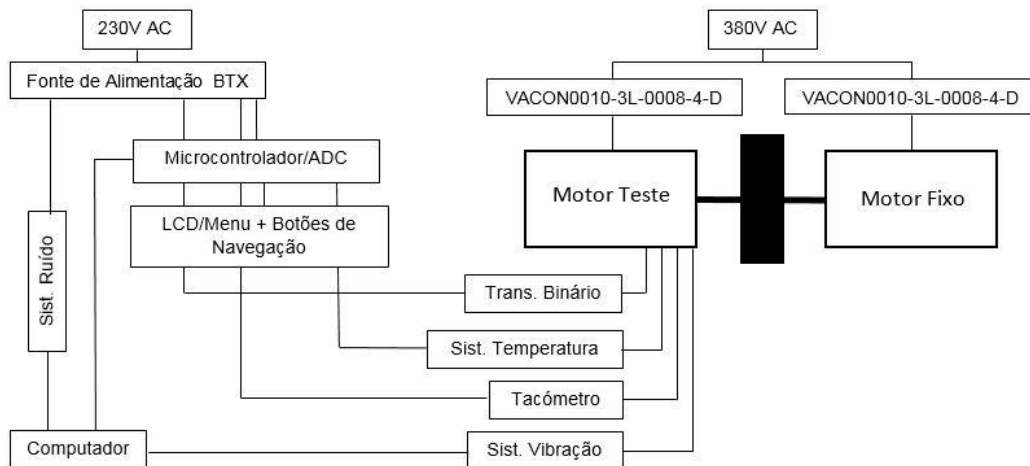 230V AC
380V AC
Fonte de Alimentação BTX
VACON0010-3L-0008-4-D
VACON0010-3L-0008-4-D
Microcontrolador/ADC
Motor Teste
Motor Fixo
LCD/Menu + Botões de
Navegação
Sist. Ruído
Trans. Binário
Sist. Temperatura
Tacómetro
Computador
Sist. Vibração